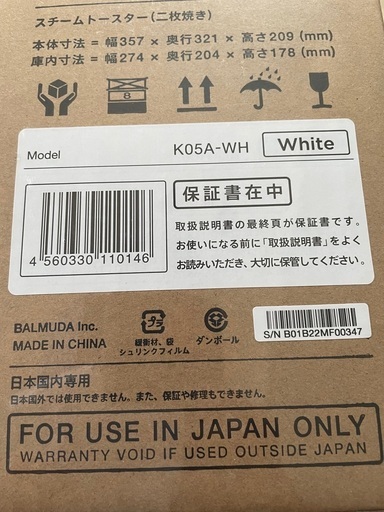 スチームトースター(二枚焼き)
本体寸法 = 幅357 × 奥行321 × 高さ209 (mm)
庫内寸法 = 幅274 × 奥行204 × 高さ178 (mm)
8
Model K05A-WH White
保証書在中
取扱説明書の最終頁が保証書です。
お使いになる前に「取扱説明書」をよく
お読みいただき、大切に保管してください。
4 560330 110146
BALMUDA Inc.
MADE IN CHINA
プラ
緩衝材、袋
シュリンクフィルム
ダンボール
S/N B01B22MF00347
日本国内専用
日本国外では使用できません。また、保証や修理もできません。
FOR USE IN JAPAN ONLY
WARRANTY VOID IF USED OUTSIDE JAPAN